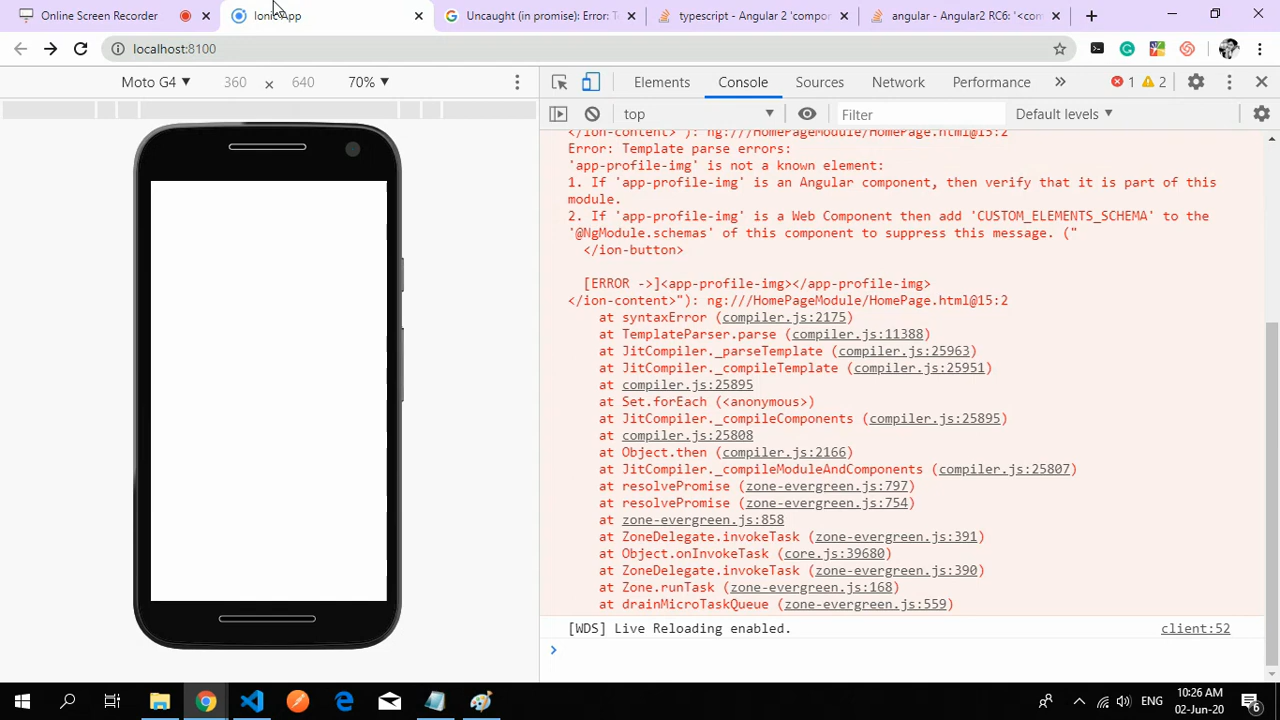 Online Screen Recorder
Ionic App
Uncaught (in promise): Error: T
typescript - Angular 2 'compo
angular - Angular2 RC6: '<com
localhost:8100
Moto G4 360 × 640 70%
Elements Console Sources Network Performance » 1 2
top Filter Default levels
</ion-content> "): ng:///HomePageModule/HomePage.html@15:2
Error: Template parse errors:
'app-profile-img' is not a known element:
1. If 'app-profile-img' is an Angular component, then verify that it is part of this
module.
2. If 'app-profile-img' is a Web Component then add 'CUSTOM_ELEMENTS_SCHEMA' to the
'@NgModule.schemas' of this component to suppress this message. ("
</ion-button>
[ERROR ->]<app-profile-img></app-profile-img>
</ion-content>"): ng:///HomePageModule/HomePage.html@15:2
at syntaxError (compiler.js:2175)
at TemplateParser.parse (compiler.js:11388)
at JitCompiler._parseTemplate (compiler.js:25963)
at JitCompiler._compileTemplate (compiler.js:25951)
at compiler.js:25895
at Set.forEach (<anonymous>)
at JitCompiler._compileComponents (compiler.js:25895)
at compiler.js:25808
at Object.then (compiler.js:2166)
at JitCompiler._compileModuleAndComponents (compiler.js:25807)
at resolvePromise (zone-evergreen.js:797)
at resolvePromise (zone-evergreen.js:754)
at zone-evergreen.js:858
at ZoneDelegate.invokeTask (zone-evergreen.js:391)
at Object.onInvokeTask (core.js:39680)
at ZoneDelegate.invokeTask (zone-evergreen.js:390)
at Zone.runTask (zone-evergreen.js:168)
at drainMicroTaskQueue (zone-evergreen.js:559)
[WDS] Live Reloading enabled. client:52
ENG
10:26 AM
02-Jun-20
6